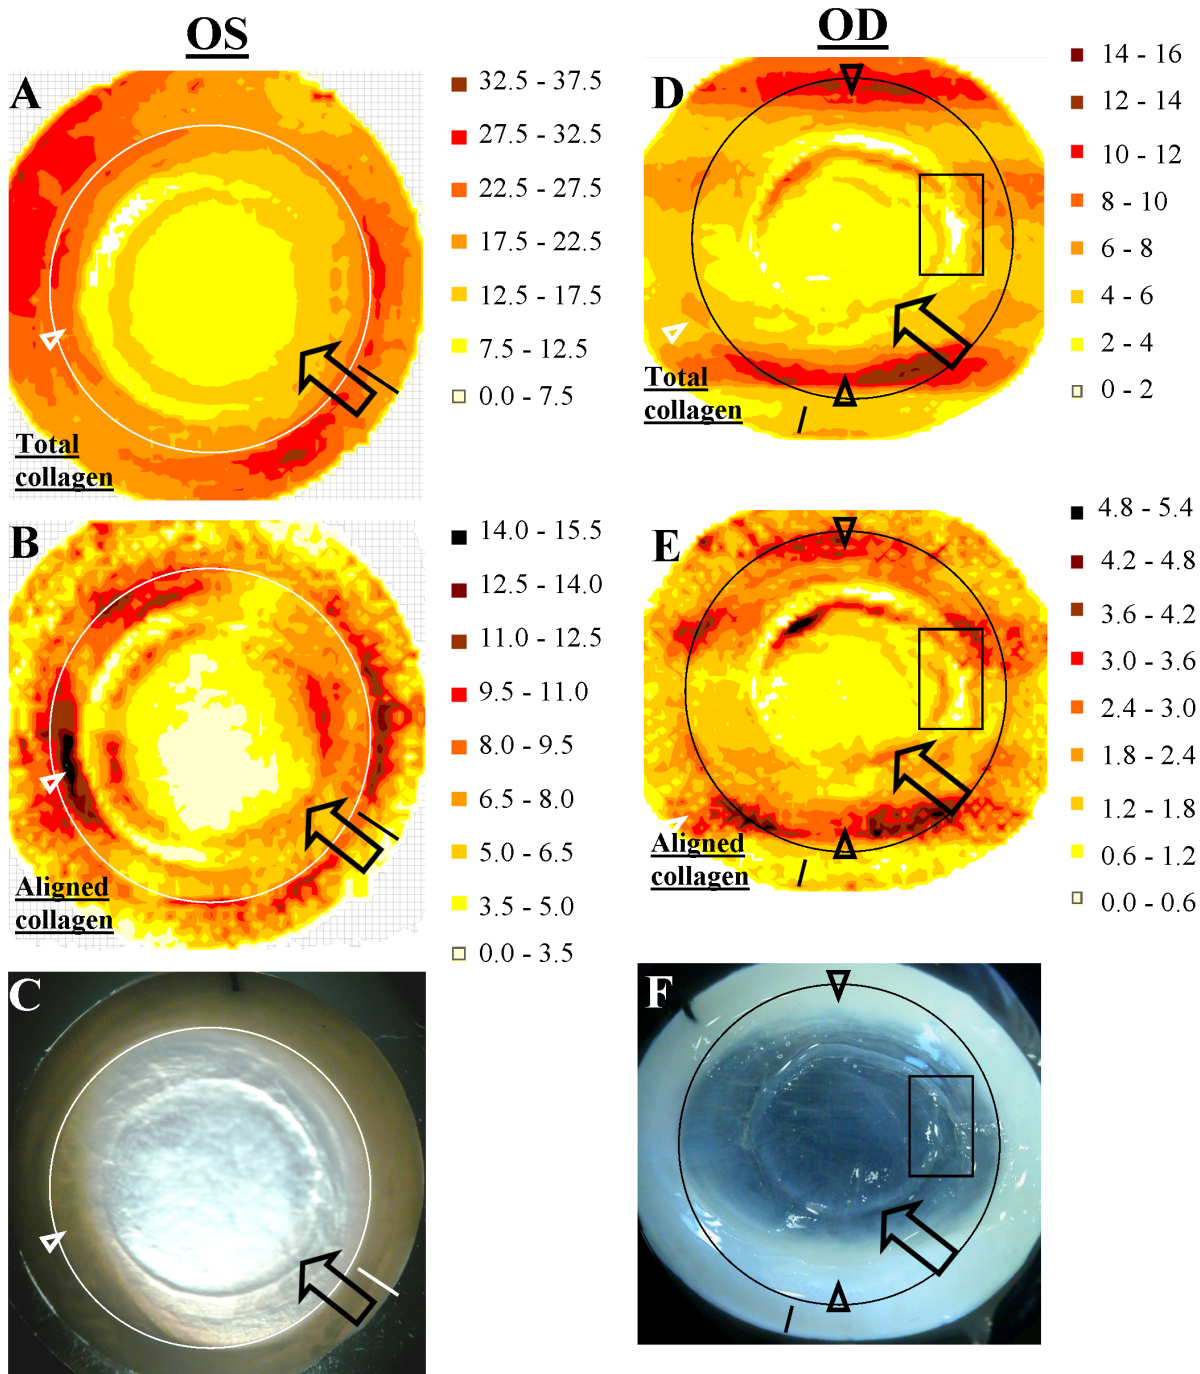 OS
A
32.5 - 37.5
27.5 - 32.5
22.5 - 27.5
17.5 - 22.5
12.5 - 17.5
7.5 - 12.5
0.0 - 7.5
Total
collagen
B
14.0 - 15.5
12.5 - 14.0
11.0 - 12.5
9.5 - 11.0
8.0 - 9.5
6.5 - 8.0
5.0 - 6.5
3.5 - 5.0
0.0 - 3.5
Aligned
collagen
C
OD
D
14 - 16
12 - 14
10 - 12
8 - 10
6 - 8
4 - 6
2 - 4
0 - 2
Total
collagen
E
4.8 - 5.4
4.2 - 4.8
3.6 - 4.2
3.0 - 3.6
2.4 - 3.0
1.8 - 2.4
1.2 - 1.8
0.6 - 1.2
0.0 - 0.6
Aligned
collagen
F